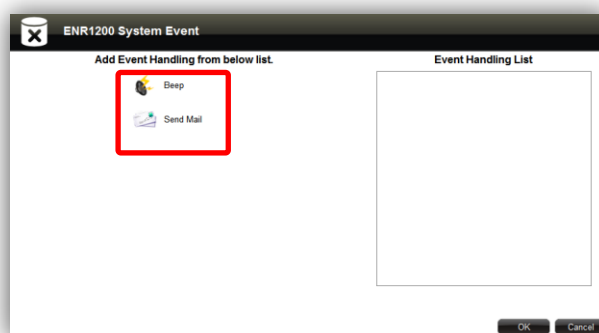 ENR1200 System Event
Add Event Handling from below list.
Event Handling List
Beep
Send Mail
OK
Cancel